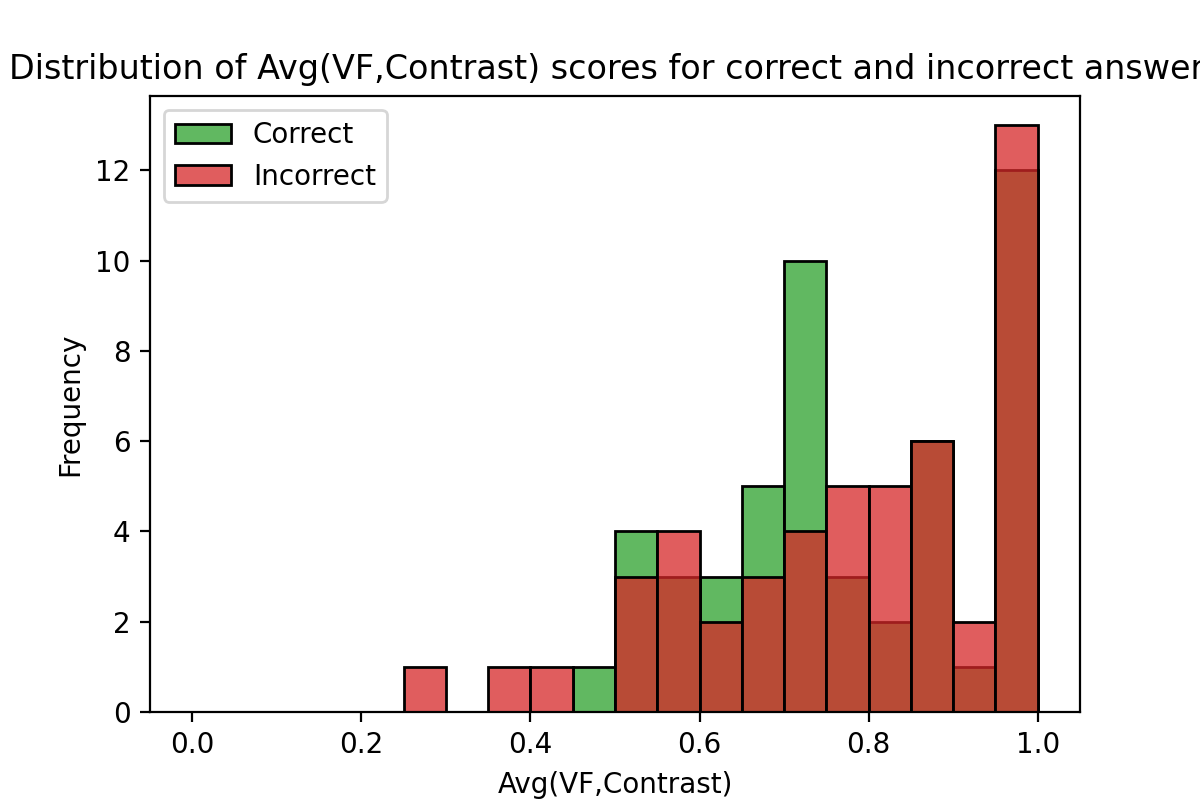 Distribution of Avg(VF,Contrast) scores for correct and incorrect answer
Correct
Incorrect
12
10
8
6
4
2
0
Frequency
0.0 0.2 0.4 0.6 0.8 1.0
Avg(VF,Contrast)